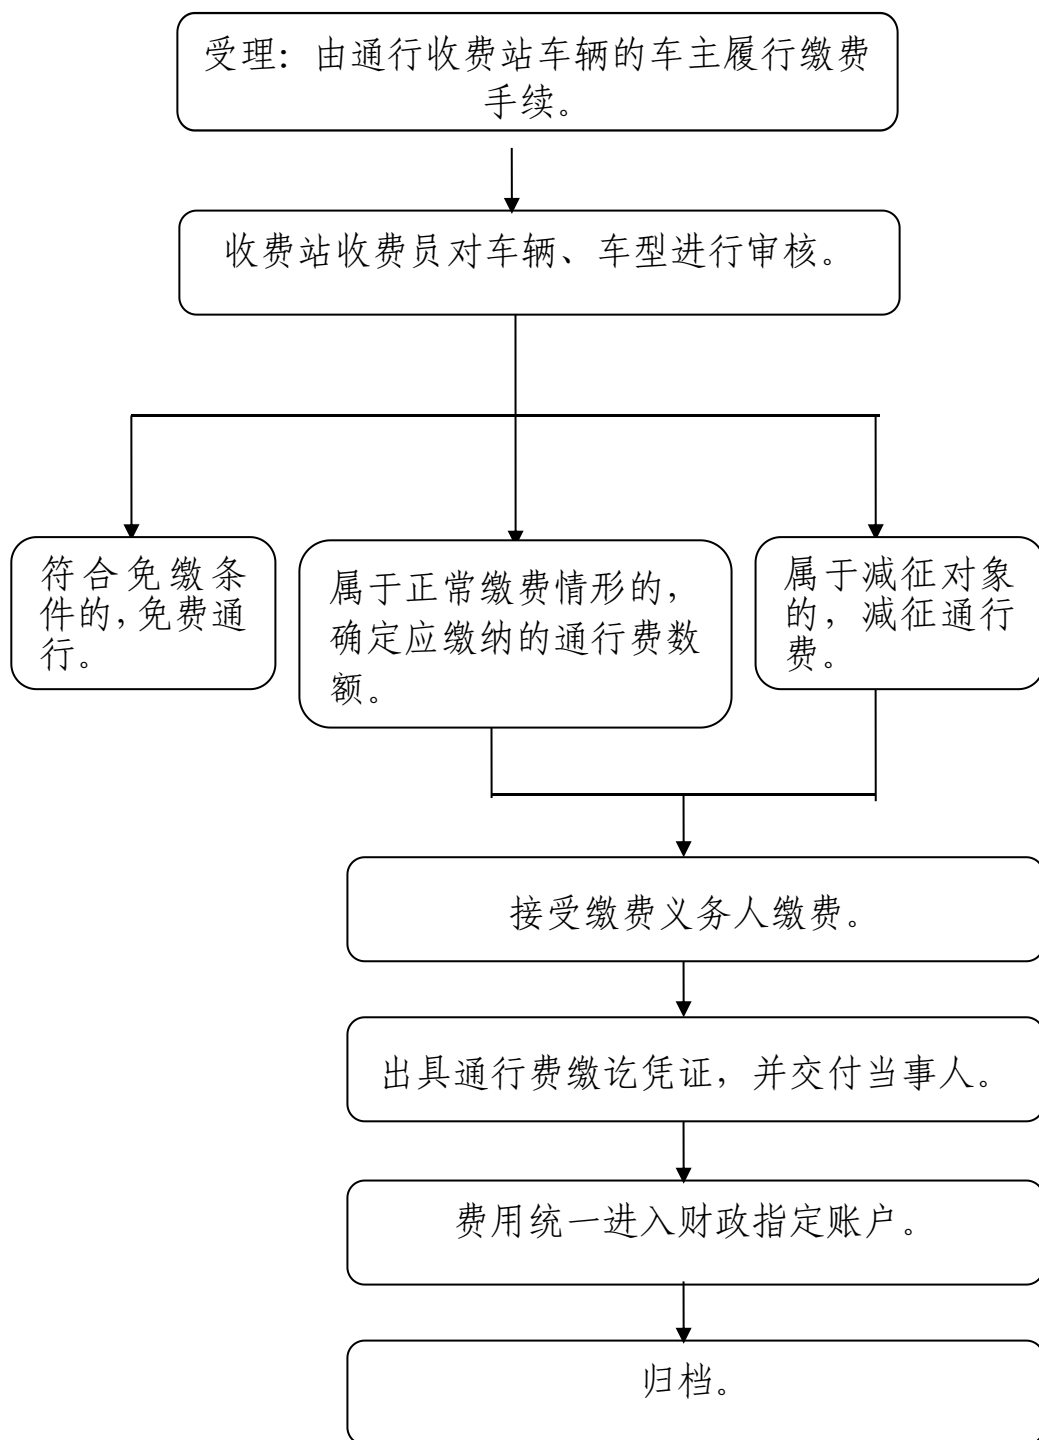 受理：由通行收费站车辆的车主履行缴费
手续。
收费站收费员对车辆、车型进行审核。
符合免缴条
件的，免费通
行。
属于正常缴费情形的，
确定应缴纳的通行费数
额。
属于减征对象
的，减征通行
费。
接受缴费义务人缴费。
出具通行费缴讫凭证，并交付当事人。
费用统一进入财政指定账户。
归档。